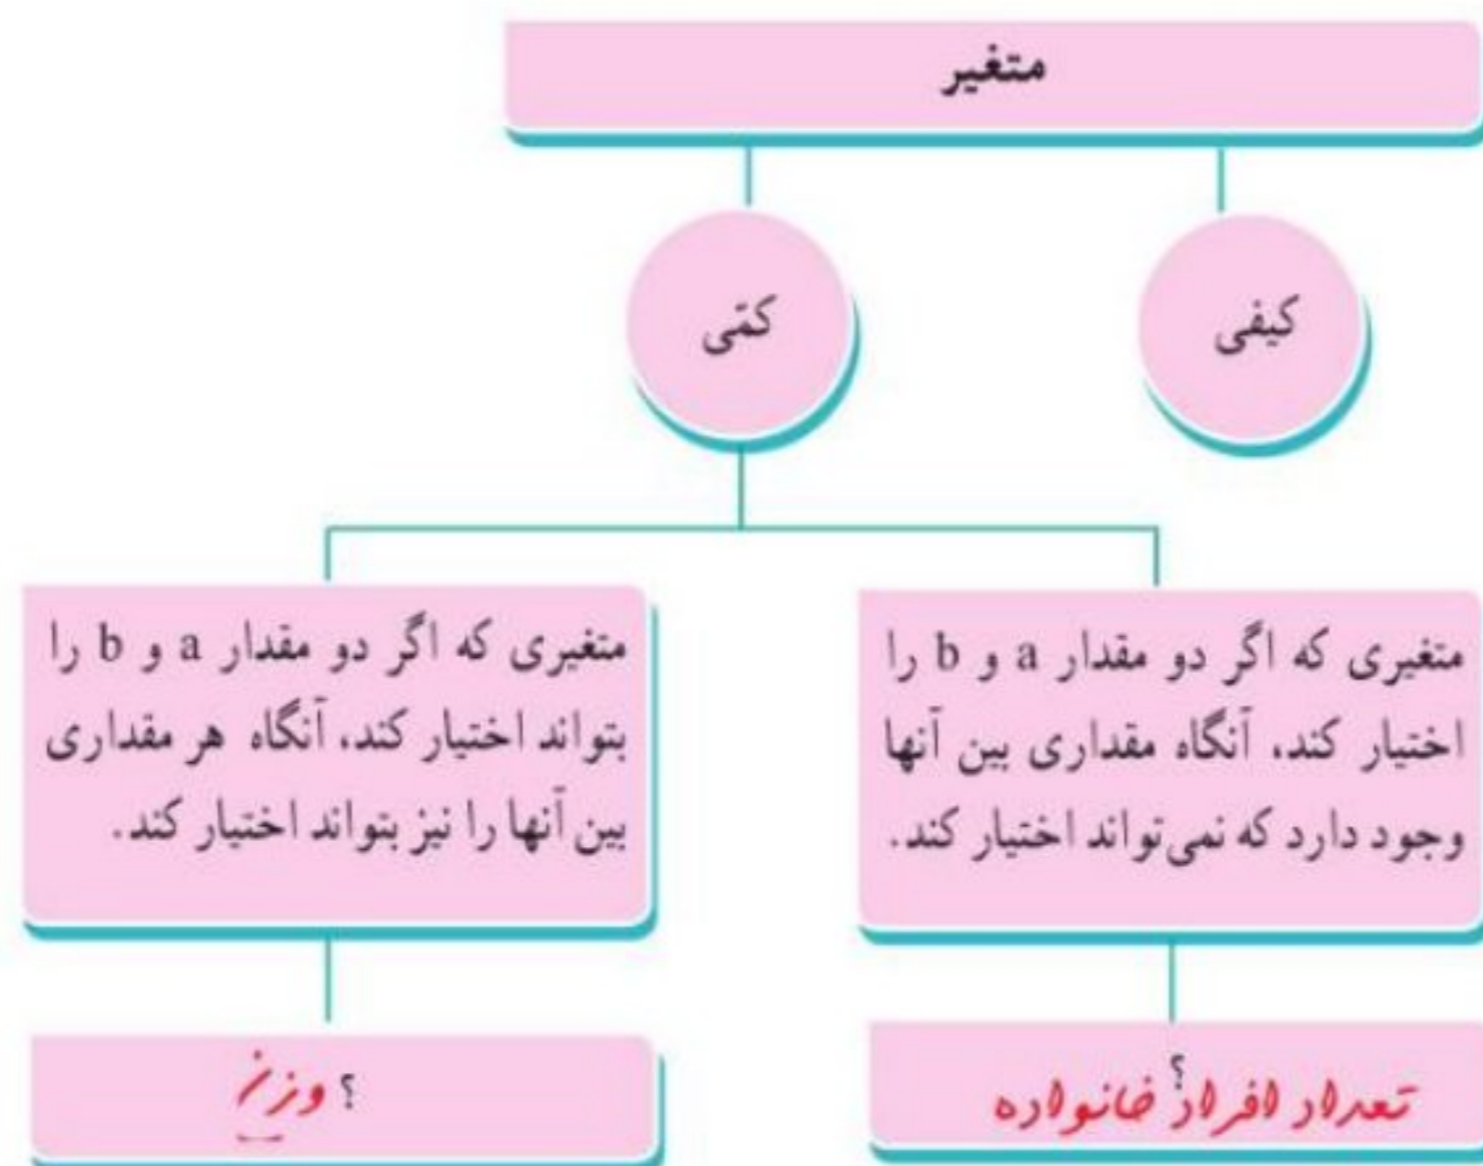 متغیر
کیفی
کمّی
متغیری که اگر دو مقدار a و b را
اختیار کند، آنگاه مقداری بین آنها
وجود دارد که نمی‌تواند اختیار کند.
متغیری که اگر دو مقدار a و b را
بتواند اختیار کند، آنگاه هر مقداری
بین آنها را نیز بتواند اختیار کند.
؟
تعداد افراد خانواده
؟ وزن